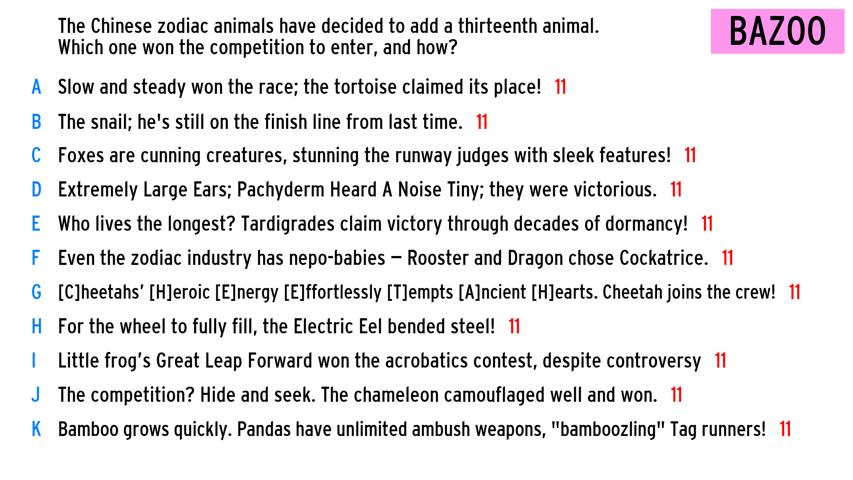 The Chinese zodiac animals have decided to add a thirteenth animal.
Which one won the competition to enter, and how?
BAZOO
A Slow and steady won the race; the tortoise claimed its place! 11
B The snail; he's still on the finish line from last time. 11
C Foxes are cunning creatures, stunning the runway judges with sleek features! 11
D Extremely Large Ears; Pachyderm Heard A Noise Tiny; they were victorious. 11
E Who lives the longest? Tardigrades claim victory through decades of dormancy! 11
F Even the zodiac industry has nepo-babies — Rooster and Dragon chose Cockatrice. 11
G [C]heetahs’ [H]eroic [E]nergy [E]ffortlessly [T]empts [A]ncient [H]earts. Cheetah joins the crew! 11
H For the wheel to fully fill, the Electric Eel bended steel! 11
I Little frog’s Great Leap Forward won the acrobatics contest, despite controversy 11
J The competition? Hide and seek. The chameleon camouflaged well and won. 11
K Bamboo grows quickly. Pandas have unlimited ambush weapons, "bamboozling" Tag runners! 11